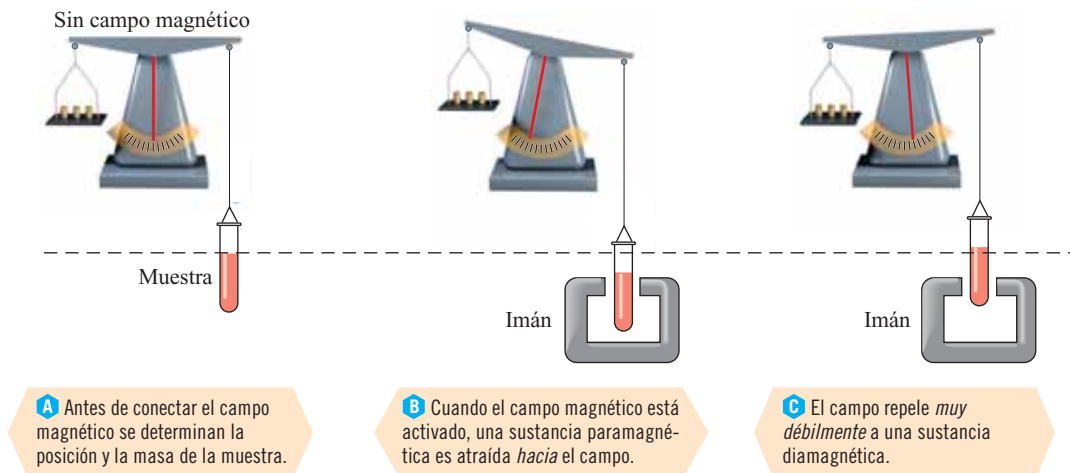 Sin campo magnético
Muestra
Imán
Imán
A Antes de conectar el campo
magnético se determinan la
posición y la masa de la muestra.
B Cuando el campo magnético está
activado, una sustancia paramagné-
tica es atraída hacia el campo.
C El campo repele muy
débilmente a una sustancia
diamagnética.